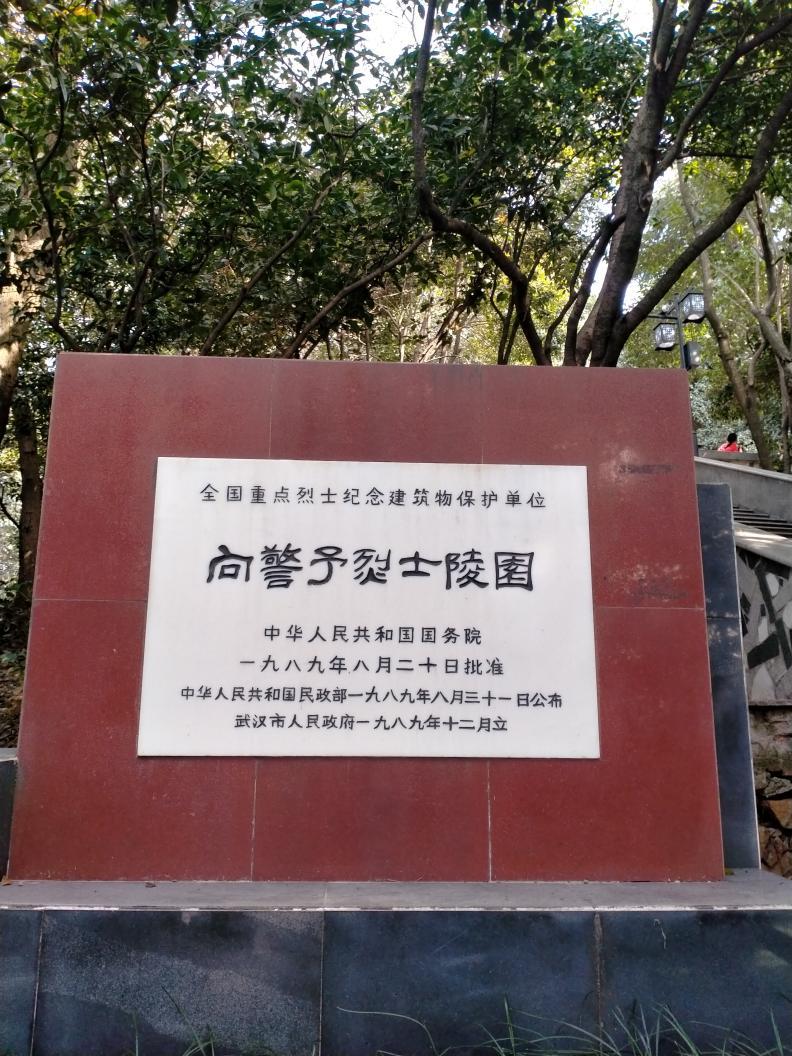 全国重点烈士纪念建筑物保护单位
向警予烈士陵园
中华人民共和国国务院
一九八九年八月二十日批准
中华人民共和国民政部一九八九年八月三十一日公布
武汉市人民政府一九八九年十二月立